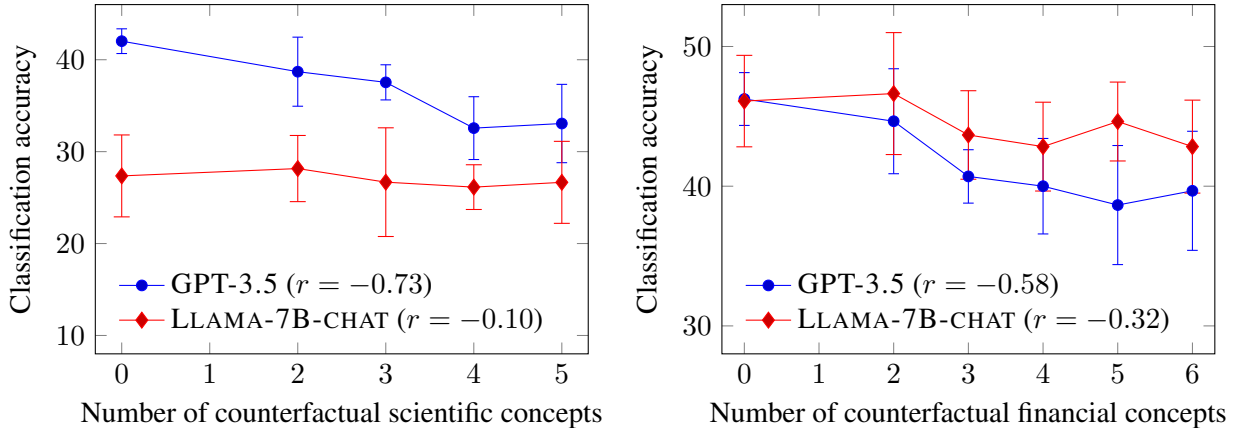 Classification accuracy
40
30
20
10
GPT-3.5 (r = −0.73)
LLAMA-7B-CHAT (r = −0.10)
0 1 2 3 4 5
Number of counterfactual scientific concepts
Classification accuracy
50
40
30
GPT-3.5 (r = −0.58)
LLAMA-7B-CHAT (r = −0.32)
0 1 2 3 4 5 6
Number of counterfactual financial concepts